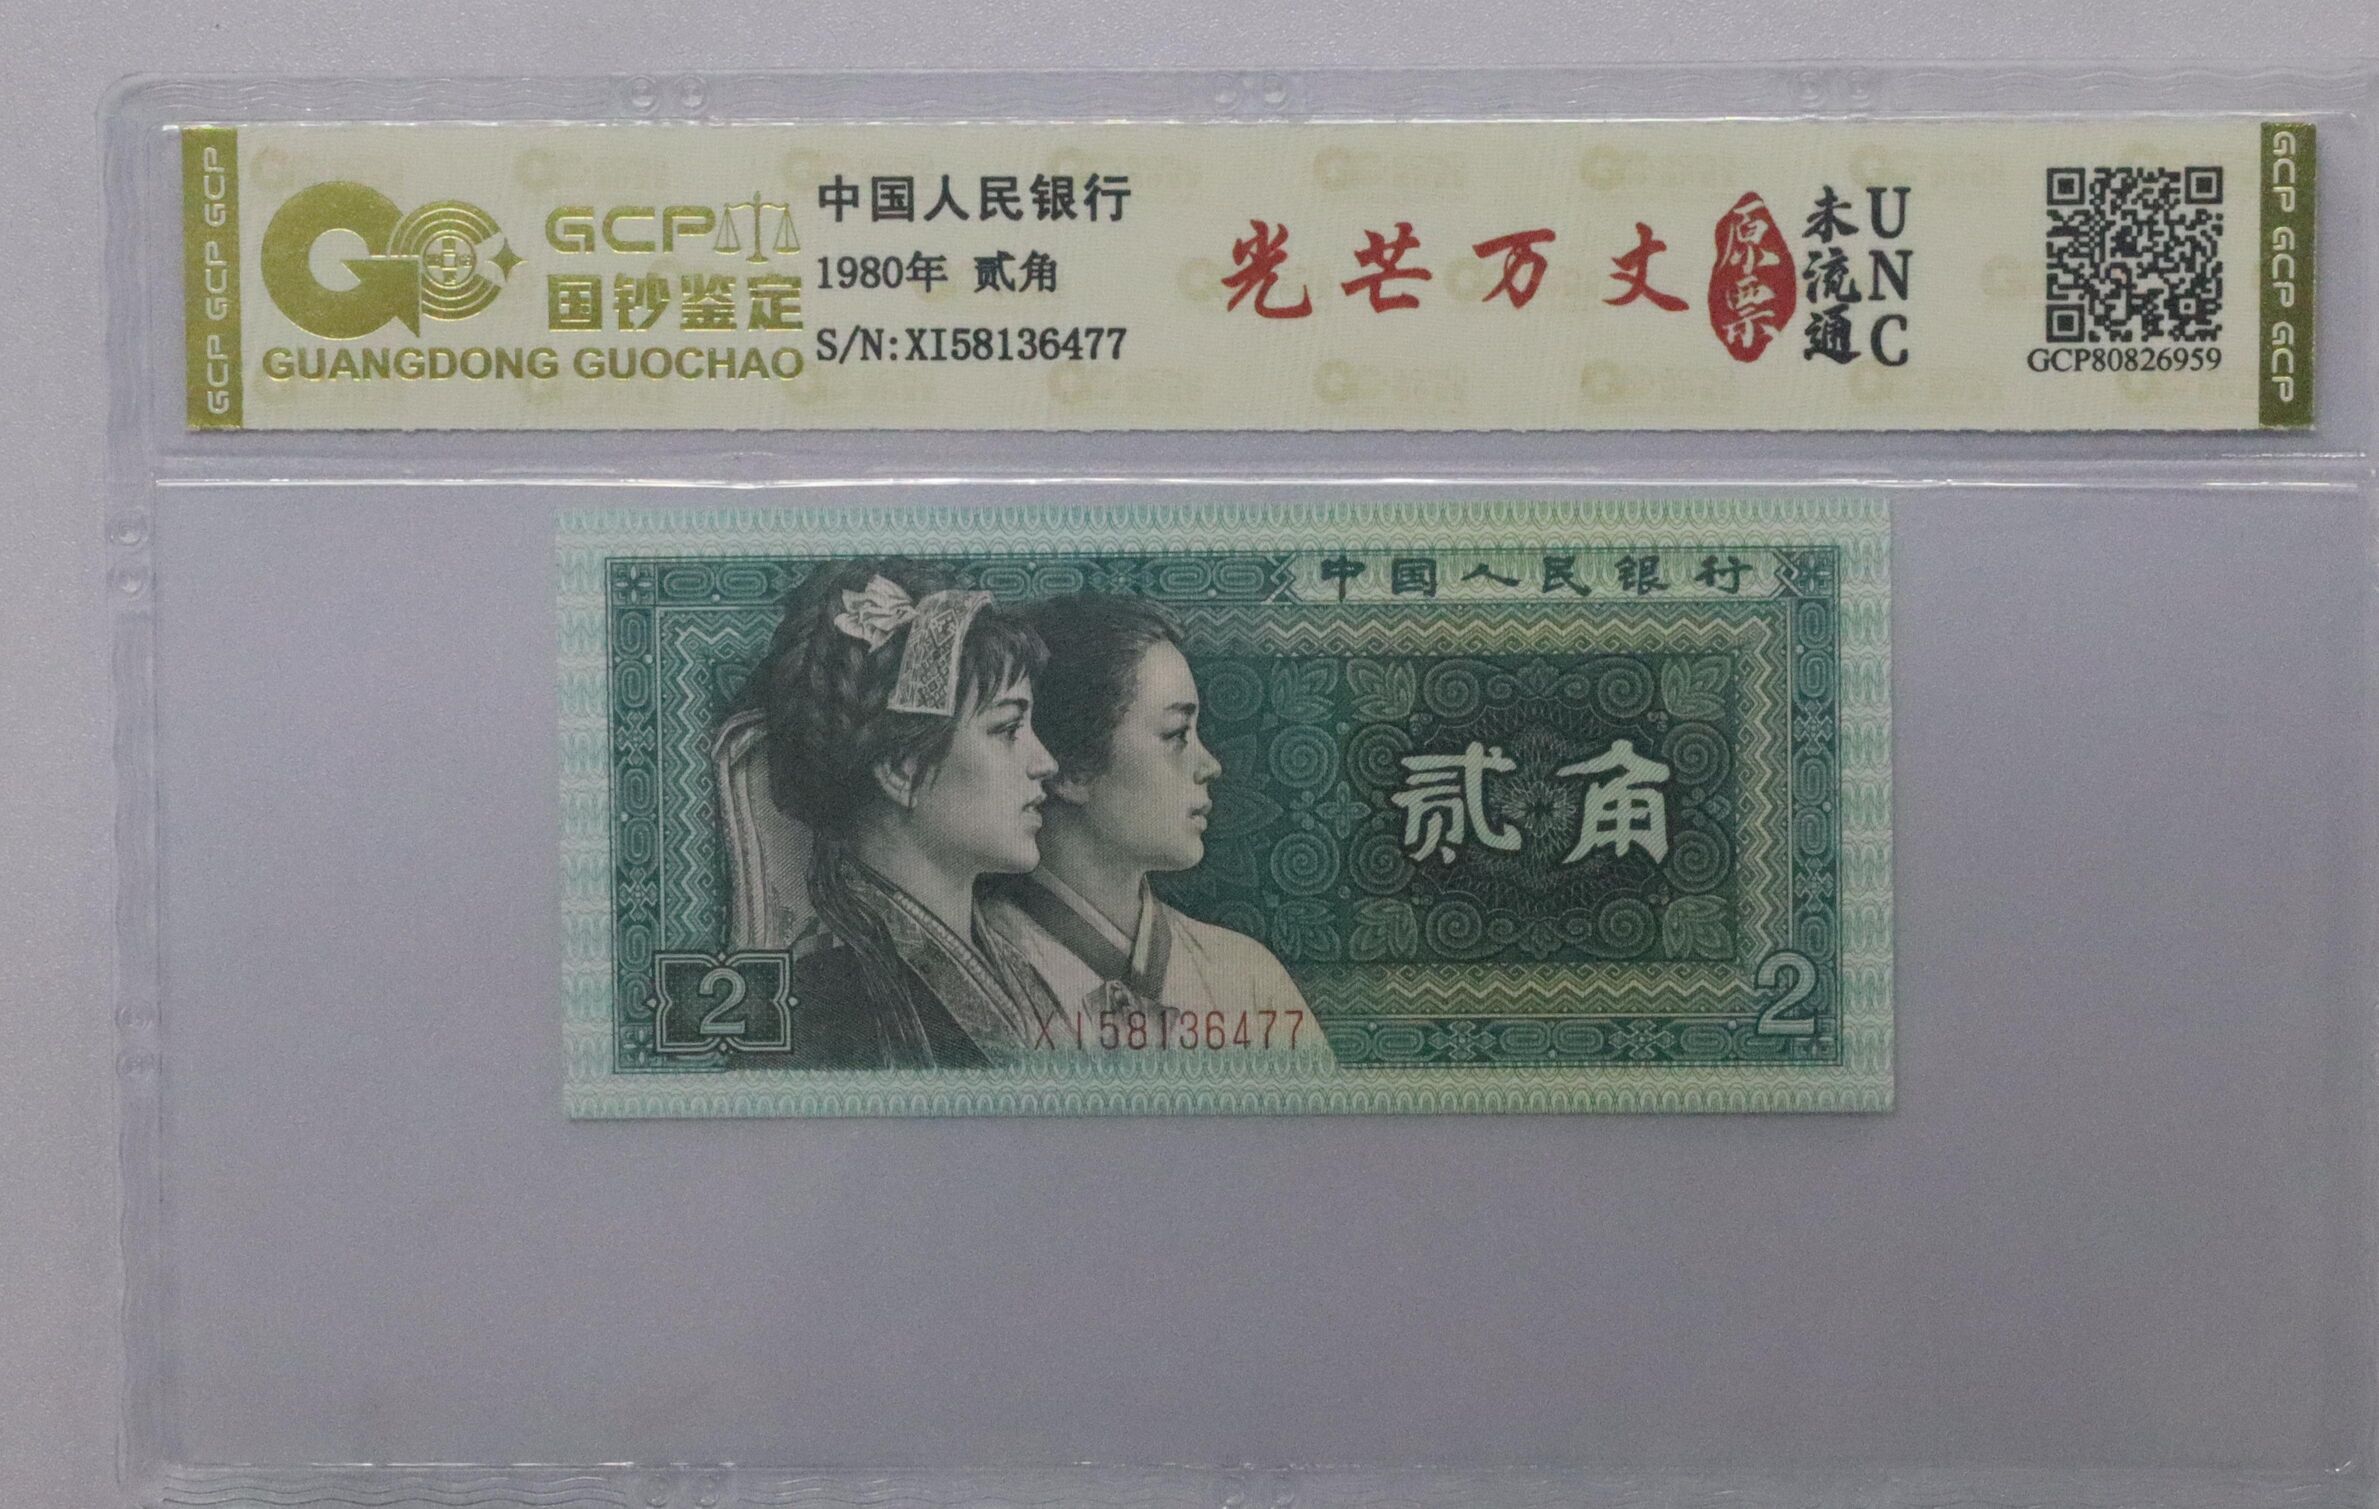 GCP GCP GCP
GCP
国钞鉴定
GUANGDONG GUOCHAO
中国人民银行
1980年 贰角
S/N:XI58136477
光芒万丈
原票
未流通
UNC
GCP80826959
GCP GCP GCP
中国人民银行
贰角
2
XI58136477
2